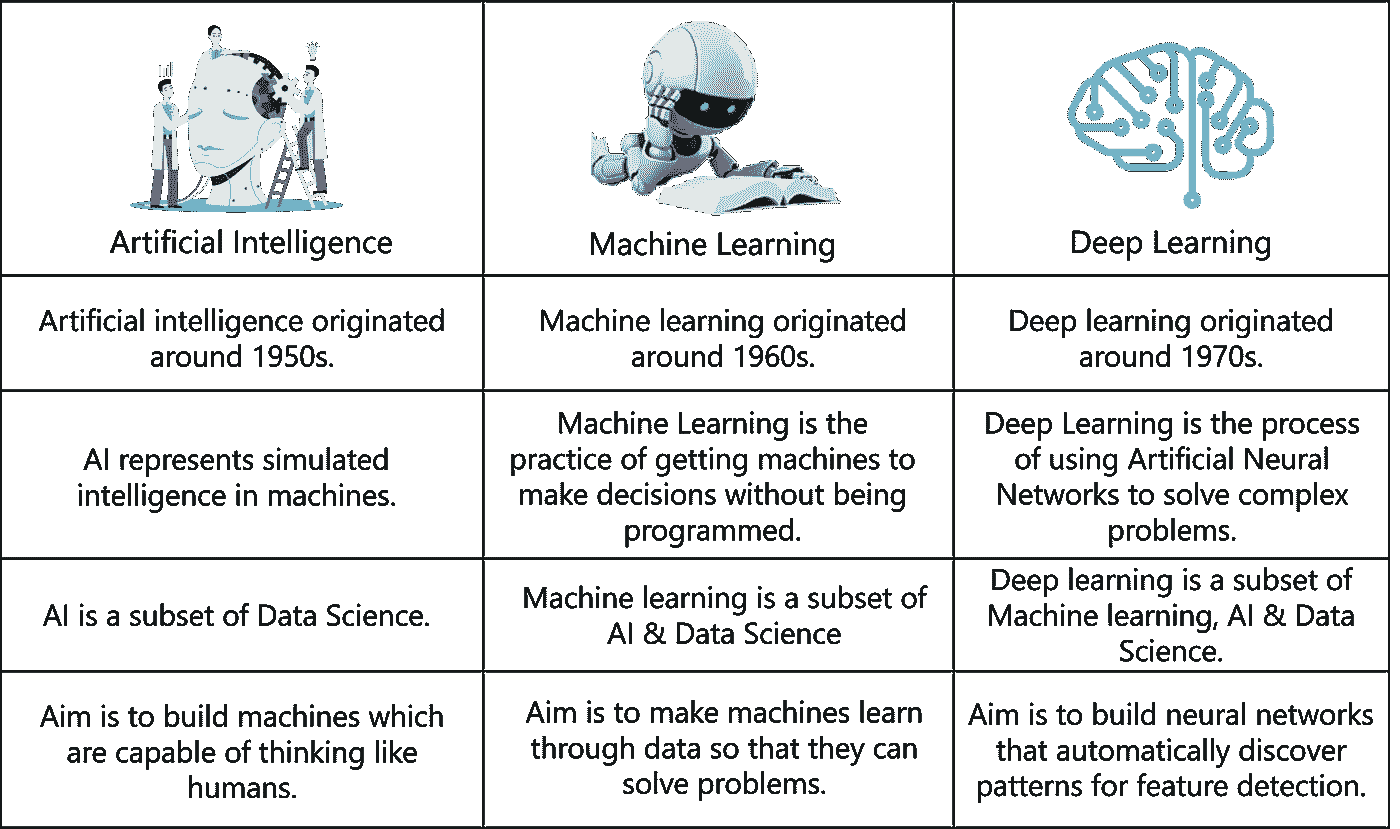 Artificial Intelligence
Machine Learning
Deep Learning
Artificial intelligence originated
around 1950s.
Machine learning originated
around 1960s.
Deep learning originated
around 1970s.
AI represents simulated
intelligence in machines.
Machine Learning is the
practice of getting machines to
make decisions without being
programmed.
Deep Learning is the process
of using Artificial Neural
Networks to solve complex
problems.
AI is a subset of Data Science.
Machine learning is a subset of
AI & Data Science
Deep learning is a subset of
Machine learning, AI & Data
Science.
Aim is to build machines which
are capable of thinking like
humans.
Aim is to make machines learn
through data so that they can
solve problems.
Aim is to build neural networks
that automatically discover
patterns for feature detection.